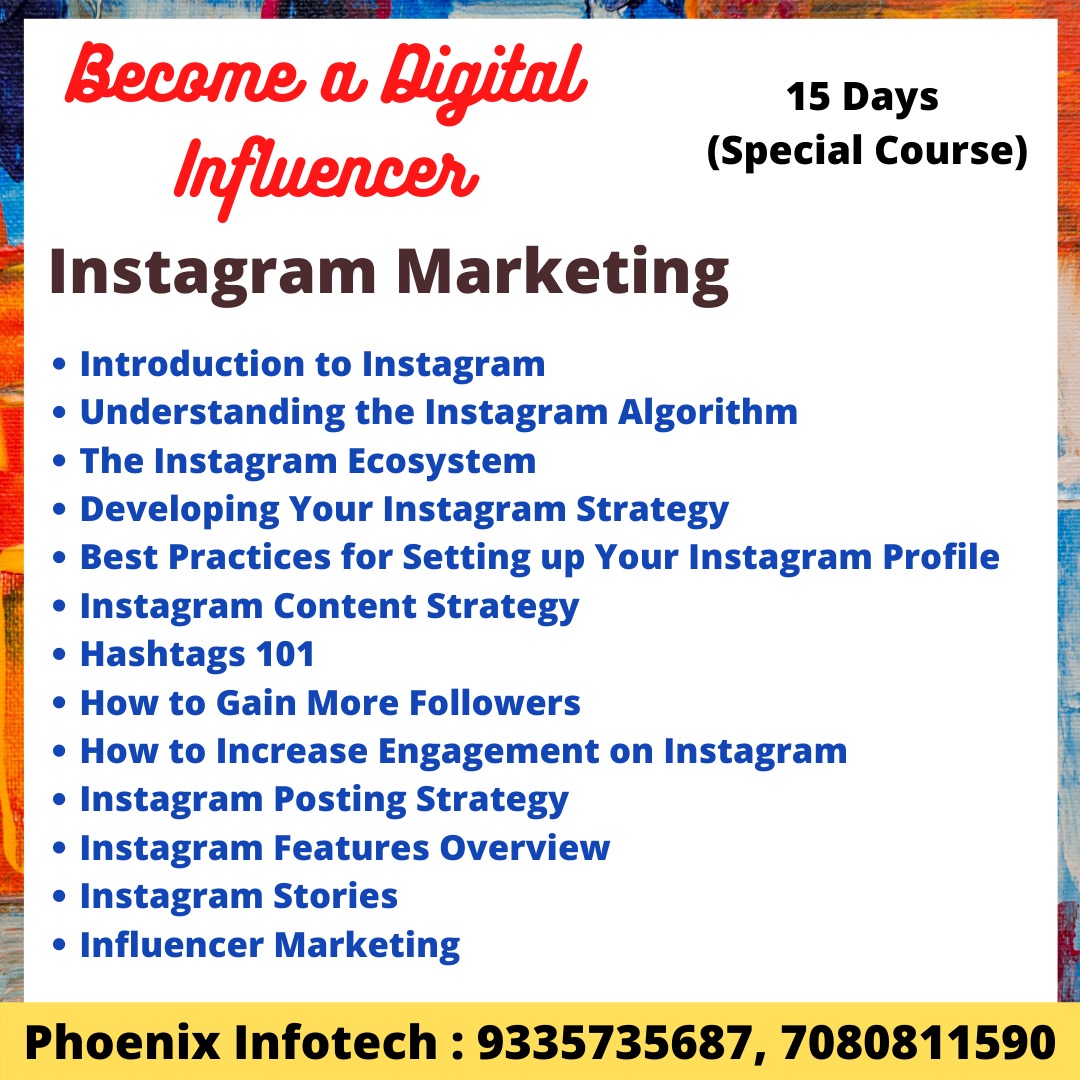 Become a Digital
Influencer
15 Days
(Special Course)
Instagram Marketing
• Introduction to Instagram
• Understanding the Instagram Algorithm
• The Instagram Ecosystem
• Developing Your Instagram Strategy
• Best Practices for Setting up Your Instagram Profile
• Instagram Content Strategy
• Hashtags 101
• How to Gain More Followers
• How to Increase Engagement on Instagram
• Instagram Posting Strategy
• Instagram Features Overview
• Instagram Stories
• Influencer Marketing
Phoenix Infotech : 9335735687, 7080811590